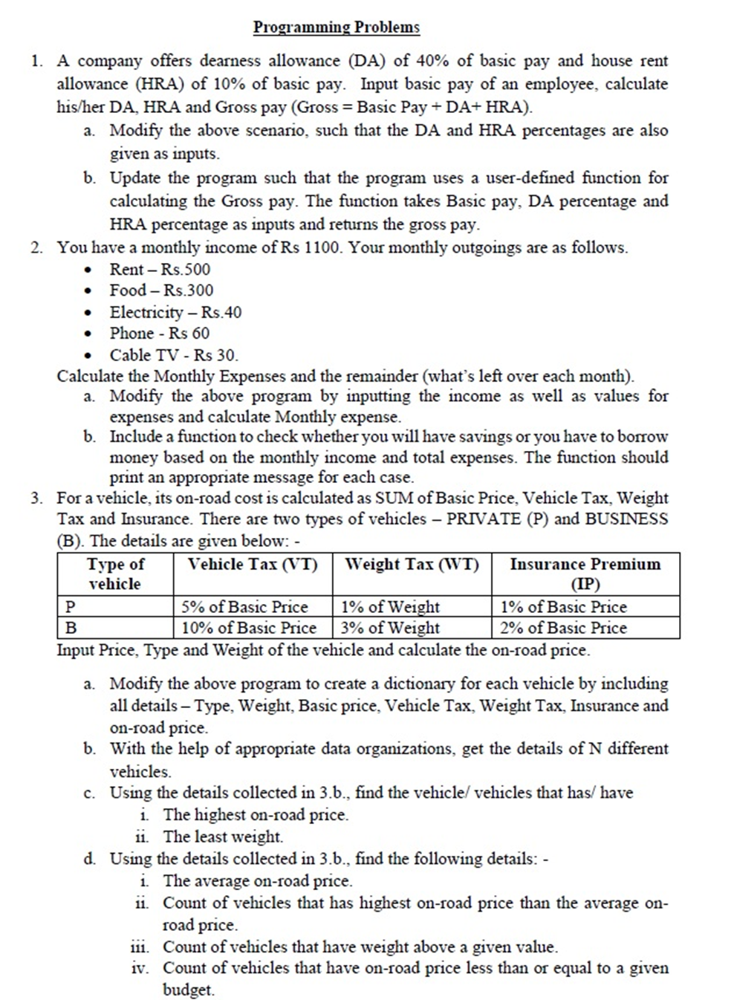 Programming Problems
1. A company offers dearness allowance (DA) of 40% of basic pay and house rent
allowance (HRA) of 10% of basic pay. Input basic pay of an employee, calculate
his/her DA, HRA and Gross pay (Gross = Basic Pay + DA+ HRA).
a. Modify the above scenario, such that the DA and HRA percentages are also
given as inputs.
b. Update the program such that the program uses a user-defined function for
calculating the Gross pay. The function takes Basic pay, DA percentage and
HRA percentage as inputs and returns the gross pay.
2. You have a monthly income of Rs 1100. Your monthly outgoings are as follows.
• Rent – Rs.500
• Food – Rs.300
• Electricity – Rs.40
• Phone - Rs 60
• Cable TV - Rs 30.
Calculate the Monthly Expenses and the remainder (what's left over each month).
a. Modify the above program by inputting the income as well as values for
expenses and calculate Monthly expense.
b. Include a function to check whether you will have savings or you have to borrow
money based on the monthly income and total expenses. The function should
print an appropriate message for each case.
3. For a vehicle, its on-road cost is calculated as SUM of Basic Price, Vehicle Tax, Weight
Tax and Insurance. There are two types of vehicles – PRIVATE (P) and BUSINESS
(B). The details are given below: -
Type of Vehicle Tax (VT) Weight Tax (WT) Insurance Premium
vehicle (IP)
P 5% of Basic Price 1% of Weight 1% of Basic Price
B 10% of Basic Price 3% of Weight 2% of Basic Price
Input Price, Type and Weight of the vehicle and calculate the on-road price.
a. Modify the above program to create a dictionary for each vehicle by including
all details – Type, Weight, Basic price, Vehicle Tax, Weight Tax, Insurance and
on-road price.
b. With the help of appropriate data organizations, get the details of N different
vehicles.
c. Using the details collected in 3.b., find the vehicle/ vehicles that has/ have
i. The highest on-road price.
ii. The least weight.
d. Using the details collected in 3.b., find the following details: -
i. The average on-road price.
ii. Count of vehicles that has highest on-road price than the average on-
road price.
iii. Count of vehicles that have weight above a given value.
iv. Count of vehicles that have on-road price less than or equal to a given
budget.